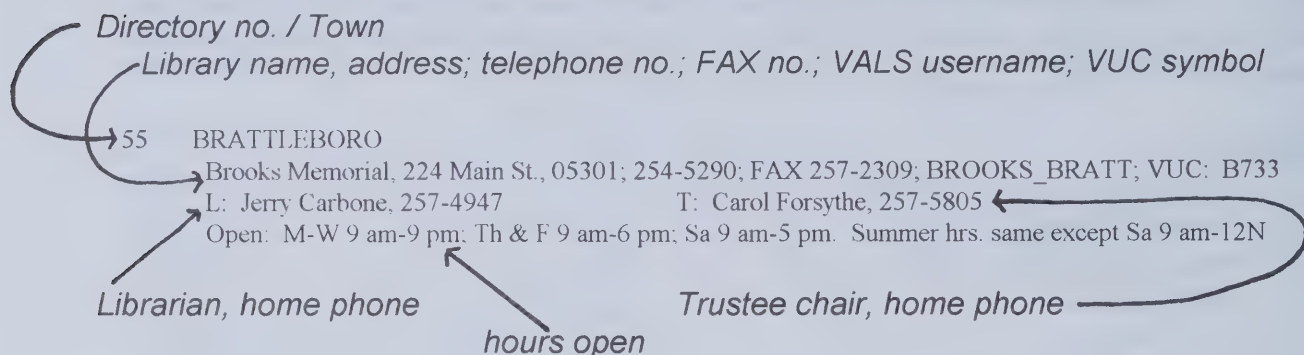 Directory no. / Town
Library name, address; telephone no.; FAX no.; VALS username; VUC symbol
55 BRATTLEBORO
Brooks Memorial, 224 Main St., 05301; 254-5290; FAX 257-2309; BROOKS_BRATT; VUC: B733
L: Jerry Carbone, 257-4947 T: Carol Forsythe, 257-5805
Open: M-W 9 am-9 pm; Th & F 9 am-6 pm; Sa 9 am-5 pm. Summer hrs. same except Sa 9 am-12N
Librarian, home phone Trustee chair, home phone
hours open